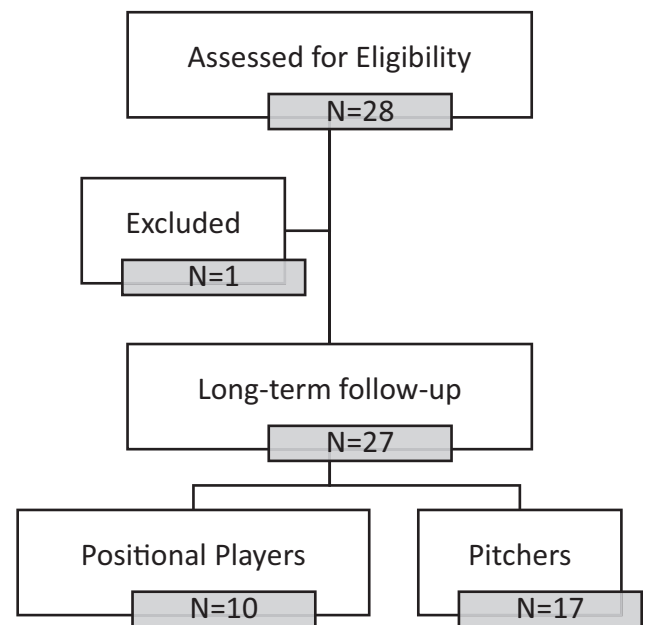 Assessed for Eligibility
N=28
Excluded
N=1
Long-term follow-up
N=27
Positional Players
N=10
Pitchers
N=17